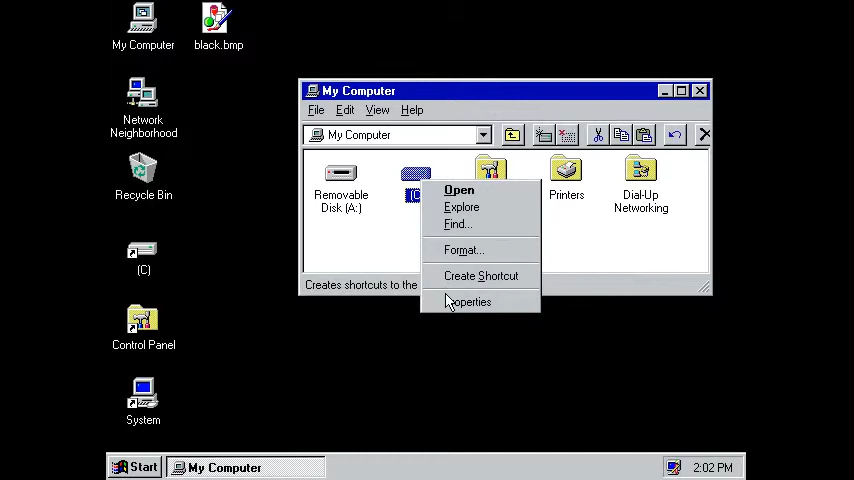 My Computer
black.bmp
Network
Neighborhood
Recycle Bin
(C)
Control Panel
System
My Computer
File Edit View Help
My Computer
Removable
Disk (A:)
Printers
Dial-Up
Networking
Open
Explore
Find...
Format...
Create Shortcut
Properties
Creates shortcuts to the
Start
My Computer
2:02 PM